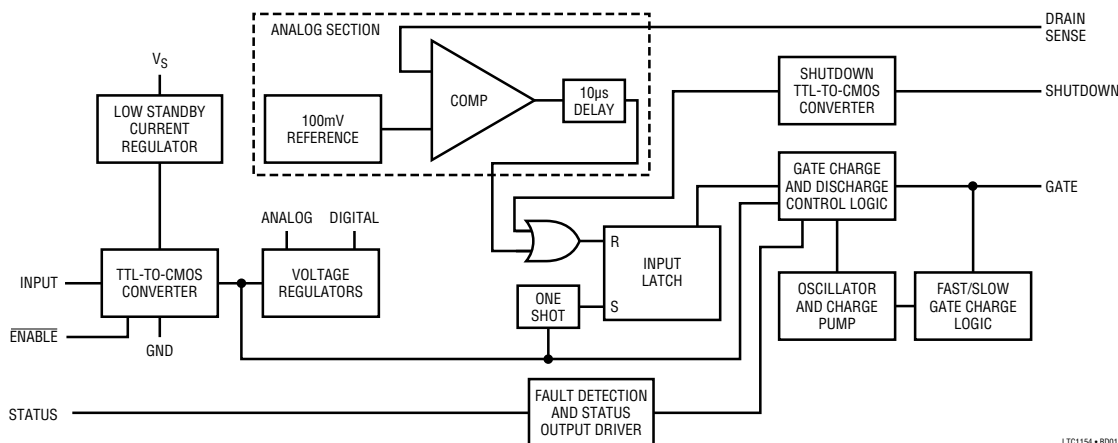 ANALOG SECTION
DRAIN
SENSE
VS
COMP
10µs
DELAY
SHUTDOWN
TTL-TO-CMOS
CONVERTER
SHUTDOWN
LOW STANDBY
CURRENT
REGULATOR
100mV
REFERENCE
GATE CHARGE
AND DISCHARGE
CONTROL LOGIC
GATE
ANALOG
DIGITAL
R
INPUT
LATCH
S
INPUT
TTL-TO-CMOS
CONVERTER
VOLTAGE
REGULATORS
ONE
SHOT
OSCILLATOR
AND CHARGE
PUMP
FAST/SLOW
GATE CHARGE
LOGIC
ENABLE
GND
STATUS
FAULT DETECTION
AND STATUS
OUTPUT DRIVER
LTC1154 • BD01